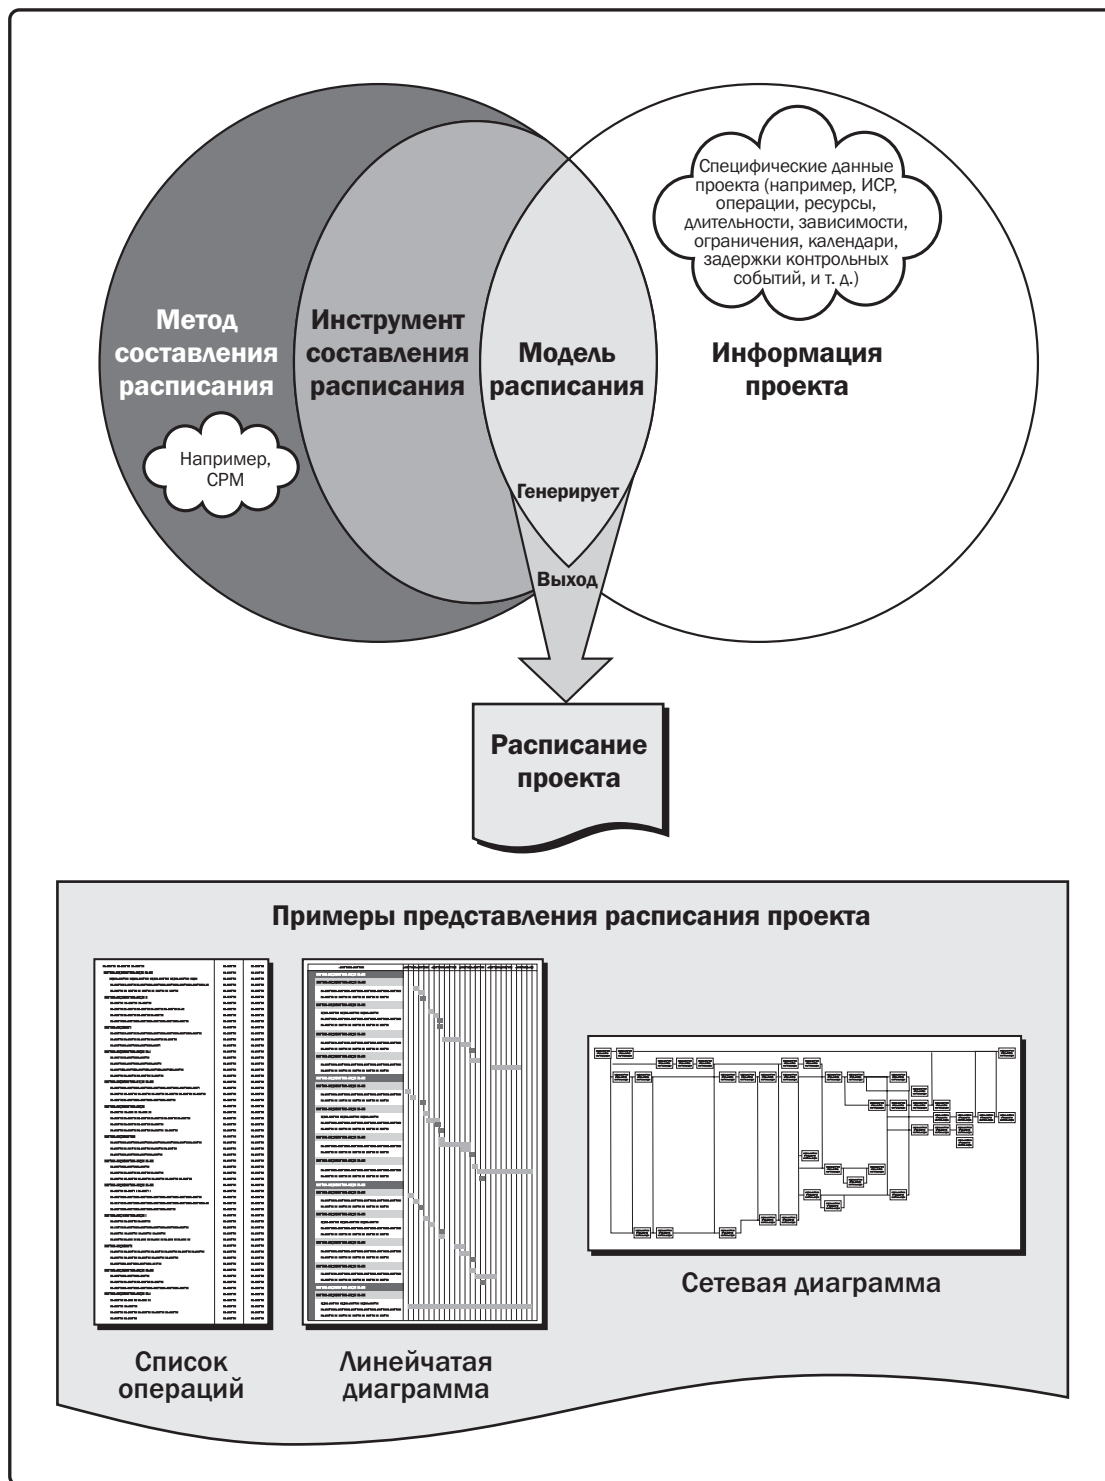 Специфические данные
проекта (например, ИСР,
операции, ресурсы,
длительности, зависимости,
ограничения, календари,
задержки контрольных
событий, и т. д.)
Метод
составления
расписания
Инструмент
составления
расписания
Модель
расписания
Информация
проекта
Например,
СРМ
Генерирует
Выход
Расписание
проекта
Примеры представления расписания проекта
Сетевая диаграмма
Список
операций
Линейчатая
диаграмма